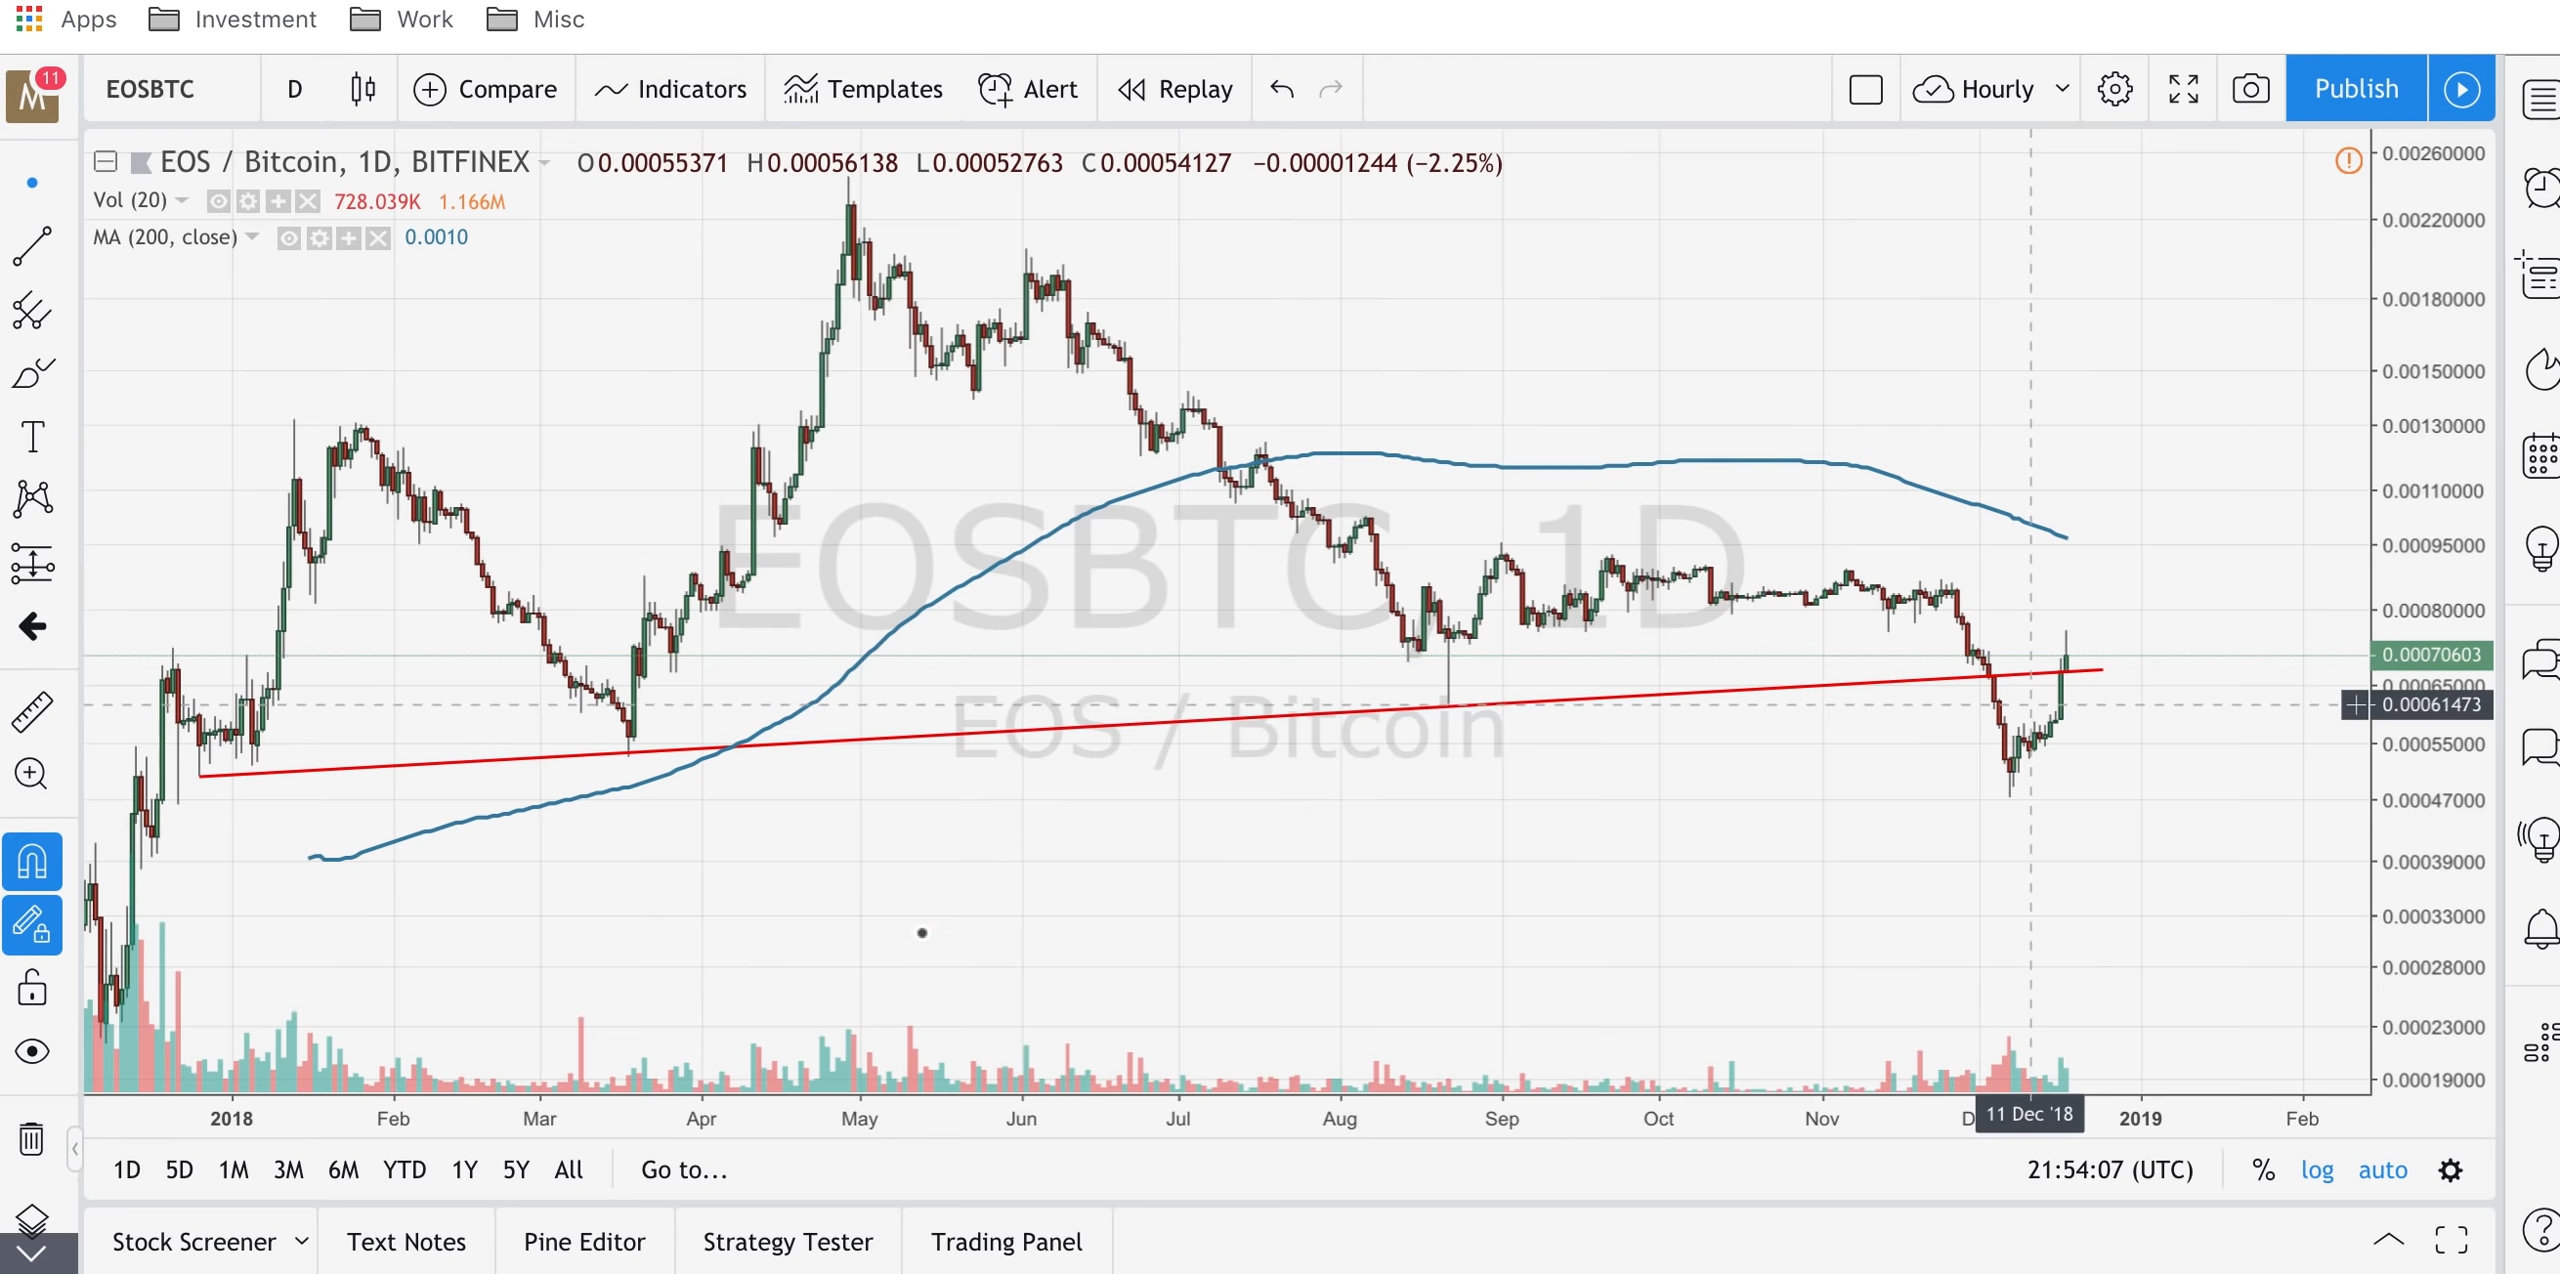 Apps Investment Work Misc
M 11 EOSBTC D Compare Indicators Templates Alert Replay Hourly Publish
EOS / Bitcoin, 1D, BITFINEX O0.00055371 H0.00056138 L0.00052763 C0.00054127 −0.00001244 (−2.25%)
Vol (20) 728.039K 1.166M
MA (200, close) 0.0010
EOSBTC, 1D
EOS / Bitcoin
0.00260000
0.00220000
0.00180000
0.00150000
0.00130000
0.00110000
0.00095000
0.00080000
0.00070603
0.00065000
0.00061473
0.00055000
0.00047000
0.00039000
0.00033000
0.00028000
0.00023000
0.00019000
2018 Feb Mar Apr May Jun Jul Aug Sep Oct Nov D 11 Dec '18 2019 Feb
1D 5D 1M 3M 6M YTD 1Y 5Y All Go to... 21:54:07 (UTC) % log auto
Stock Screener Text Notes Pine Editor Strategy Tester Trading Panel